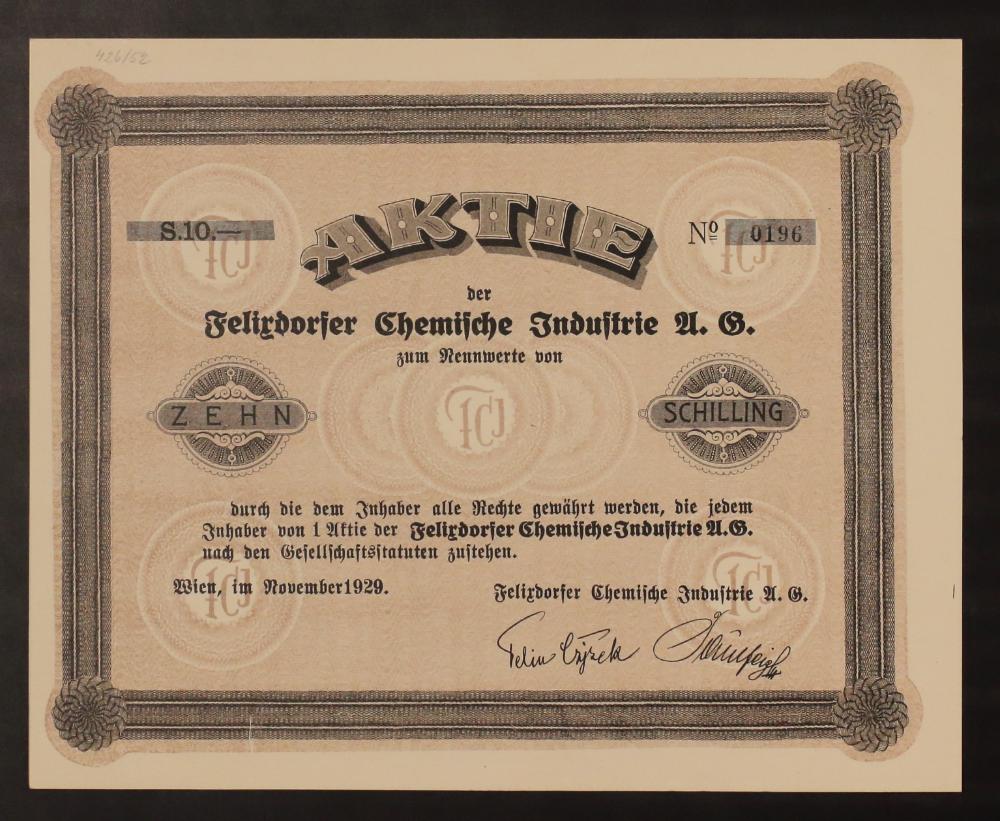 426/52
AKTIE
S.10.—
Nº 0196
der
Felixdorfer Chemische Industrie A. G.
zum Nennwerte von
ZEHN
SCHILLING
FCJ
durch die dem Inhaber alle Rechte gewährt werden, die jedem
Inhaber von 1 Aktie der Felixdorfer Chemische Industrie A.G.
nach den Gesellschaftsstatuten zustehen.
Wien, im November 1929.
Felixdorfer Chemische Industrie A. G.